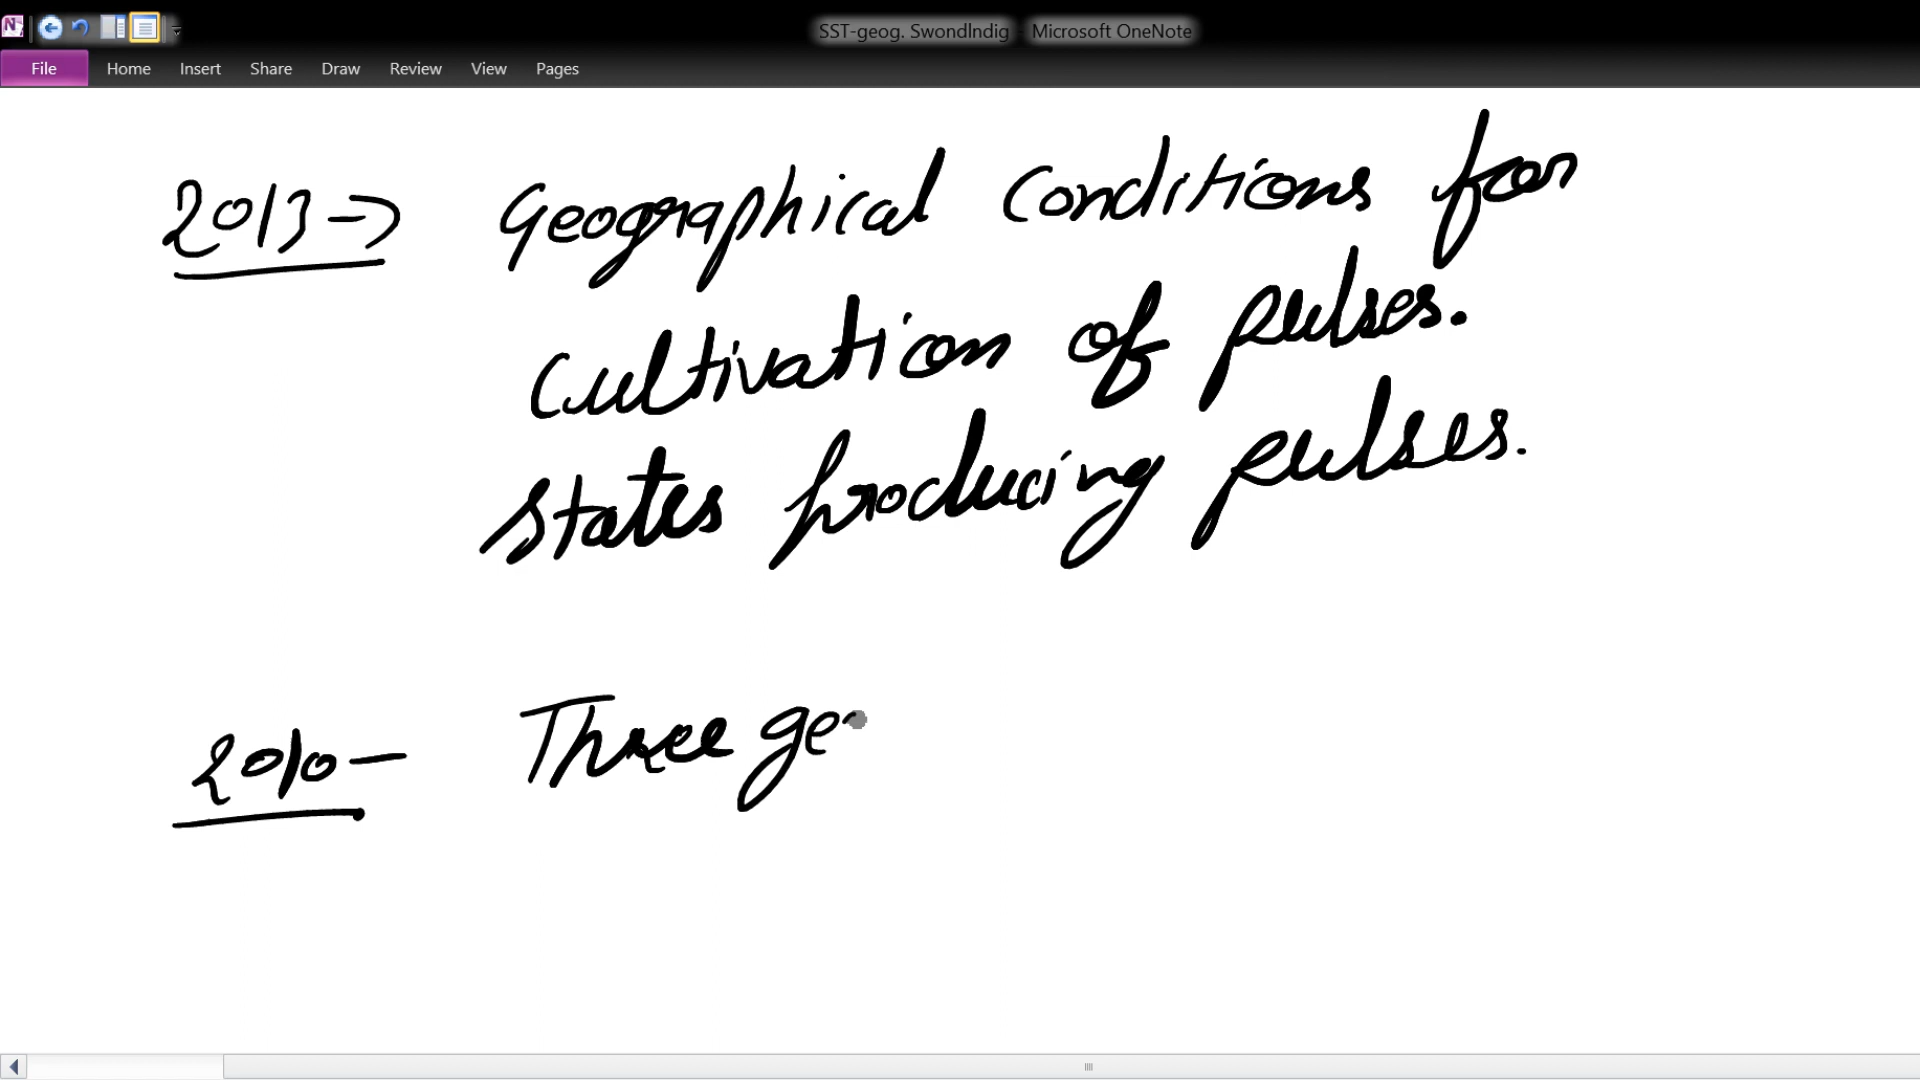 SST-geog. SwondIndig - Microsoft OneNote
File Home Insert Share Draw Review View Pages
2013 → Geographical conditions for
cultivation of pulses.
states producing pulses.
2010 — Three ge